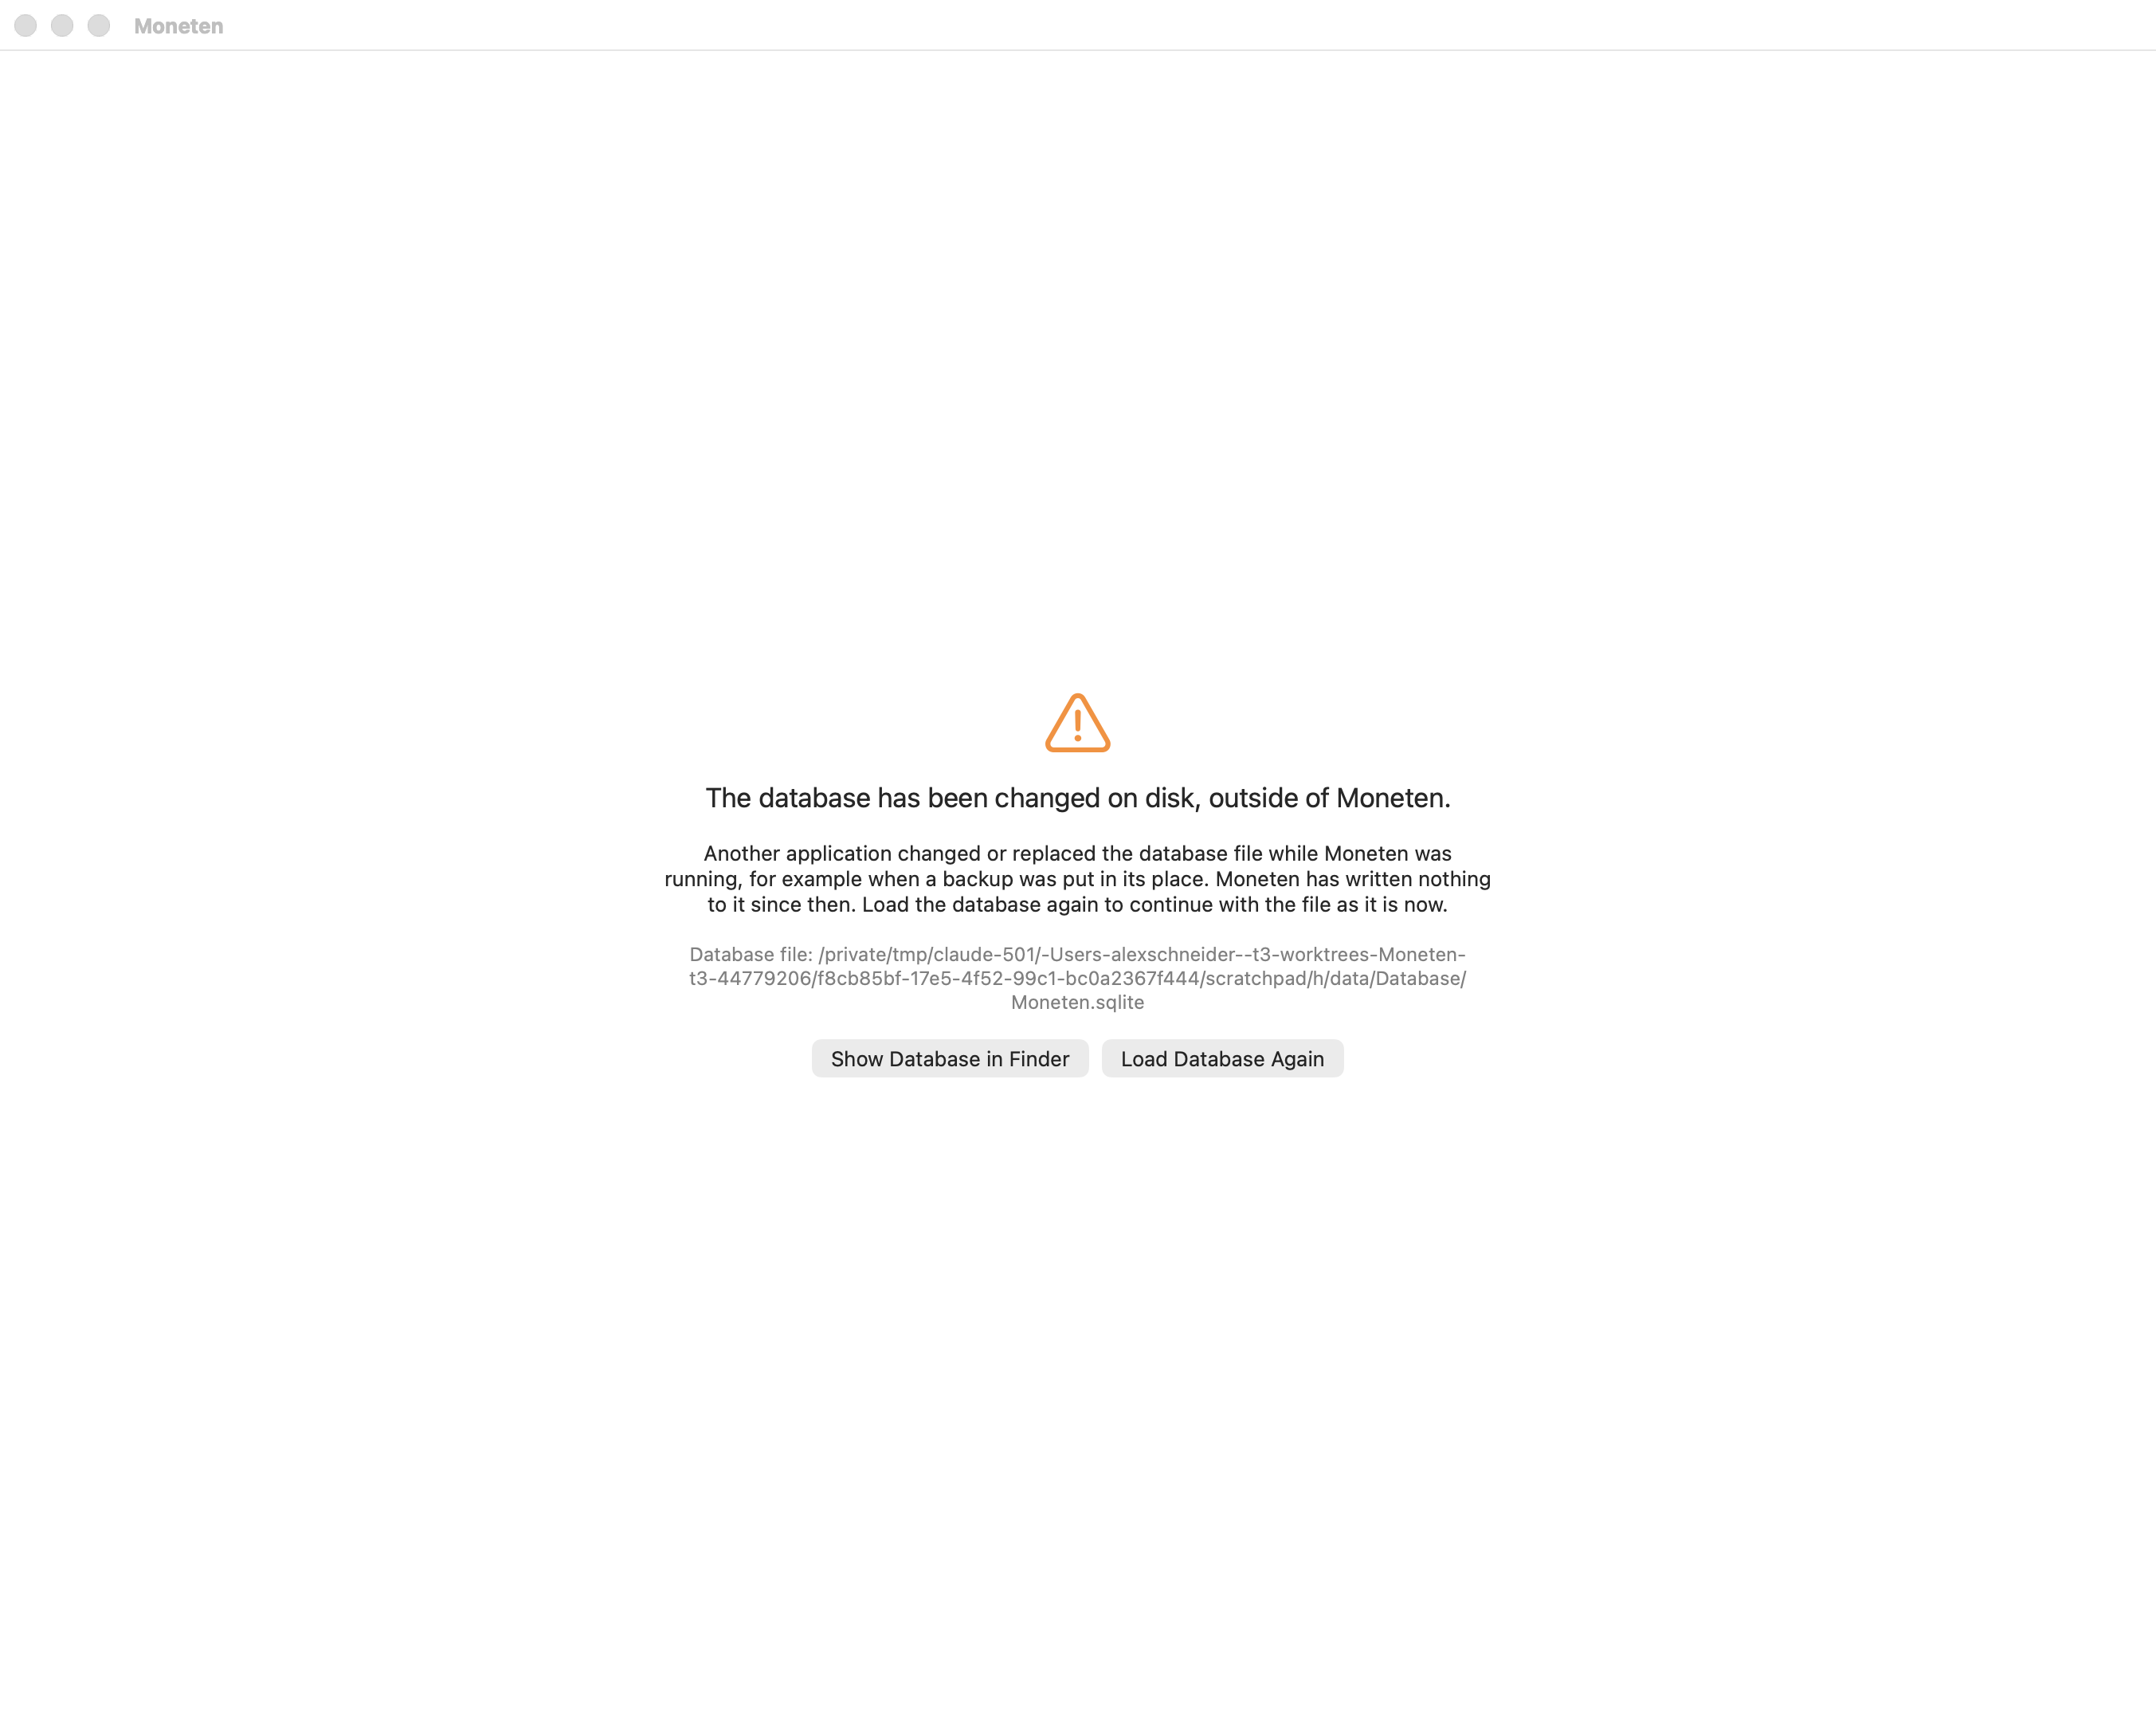 Moneten
The database has been changed on disk, outside of Moneten.
Another application changed or replaced the database file while Moneten was
running, for example when a backup was put in its place. Moneten has written nothing
to it since then. Load the database again to continue with the file as it is now.
Database file: /private/tmp/claude-501/-Users-alexschneider--t3-worktrees-Moneten-
t3-44779206/f8cb85bf-17e5-4f52-99c1-bc0a2367f444/scratchpad/h/data/Database/
Moneten.sqlite
Show Database in Finder
Load Database Again